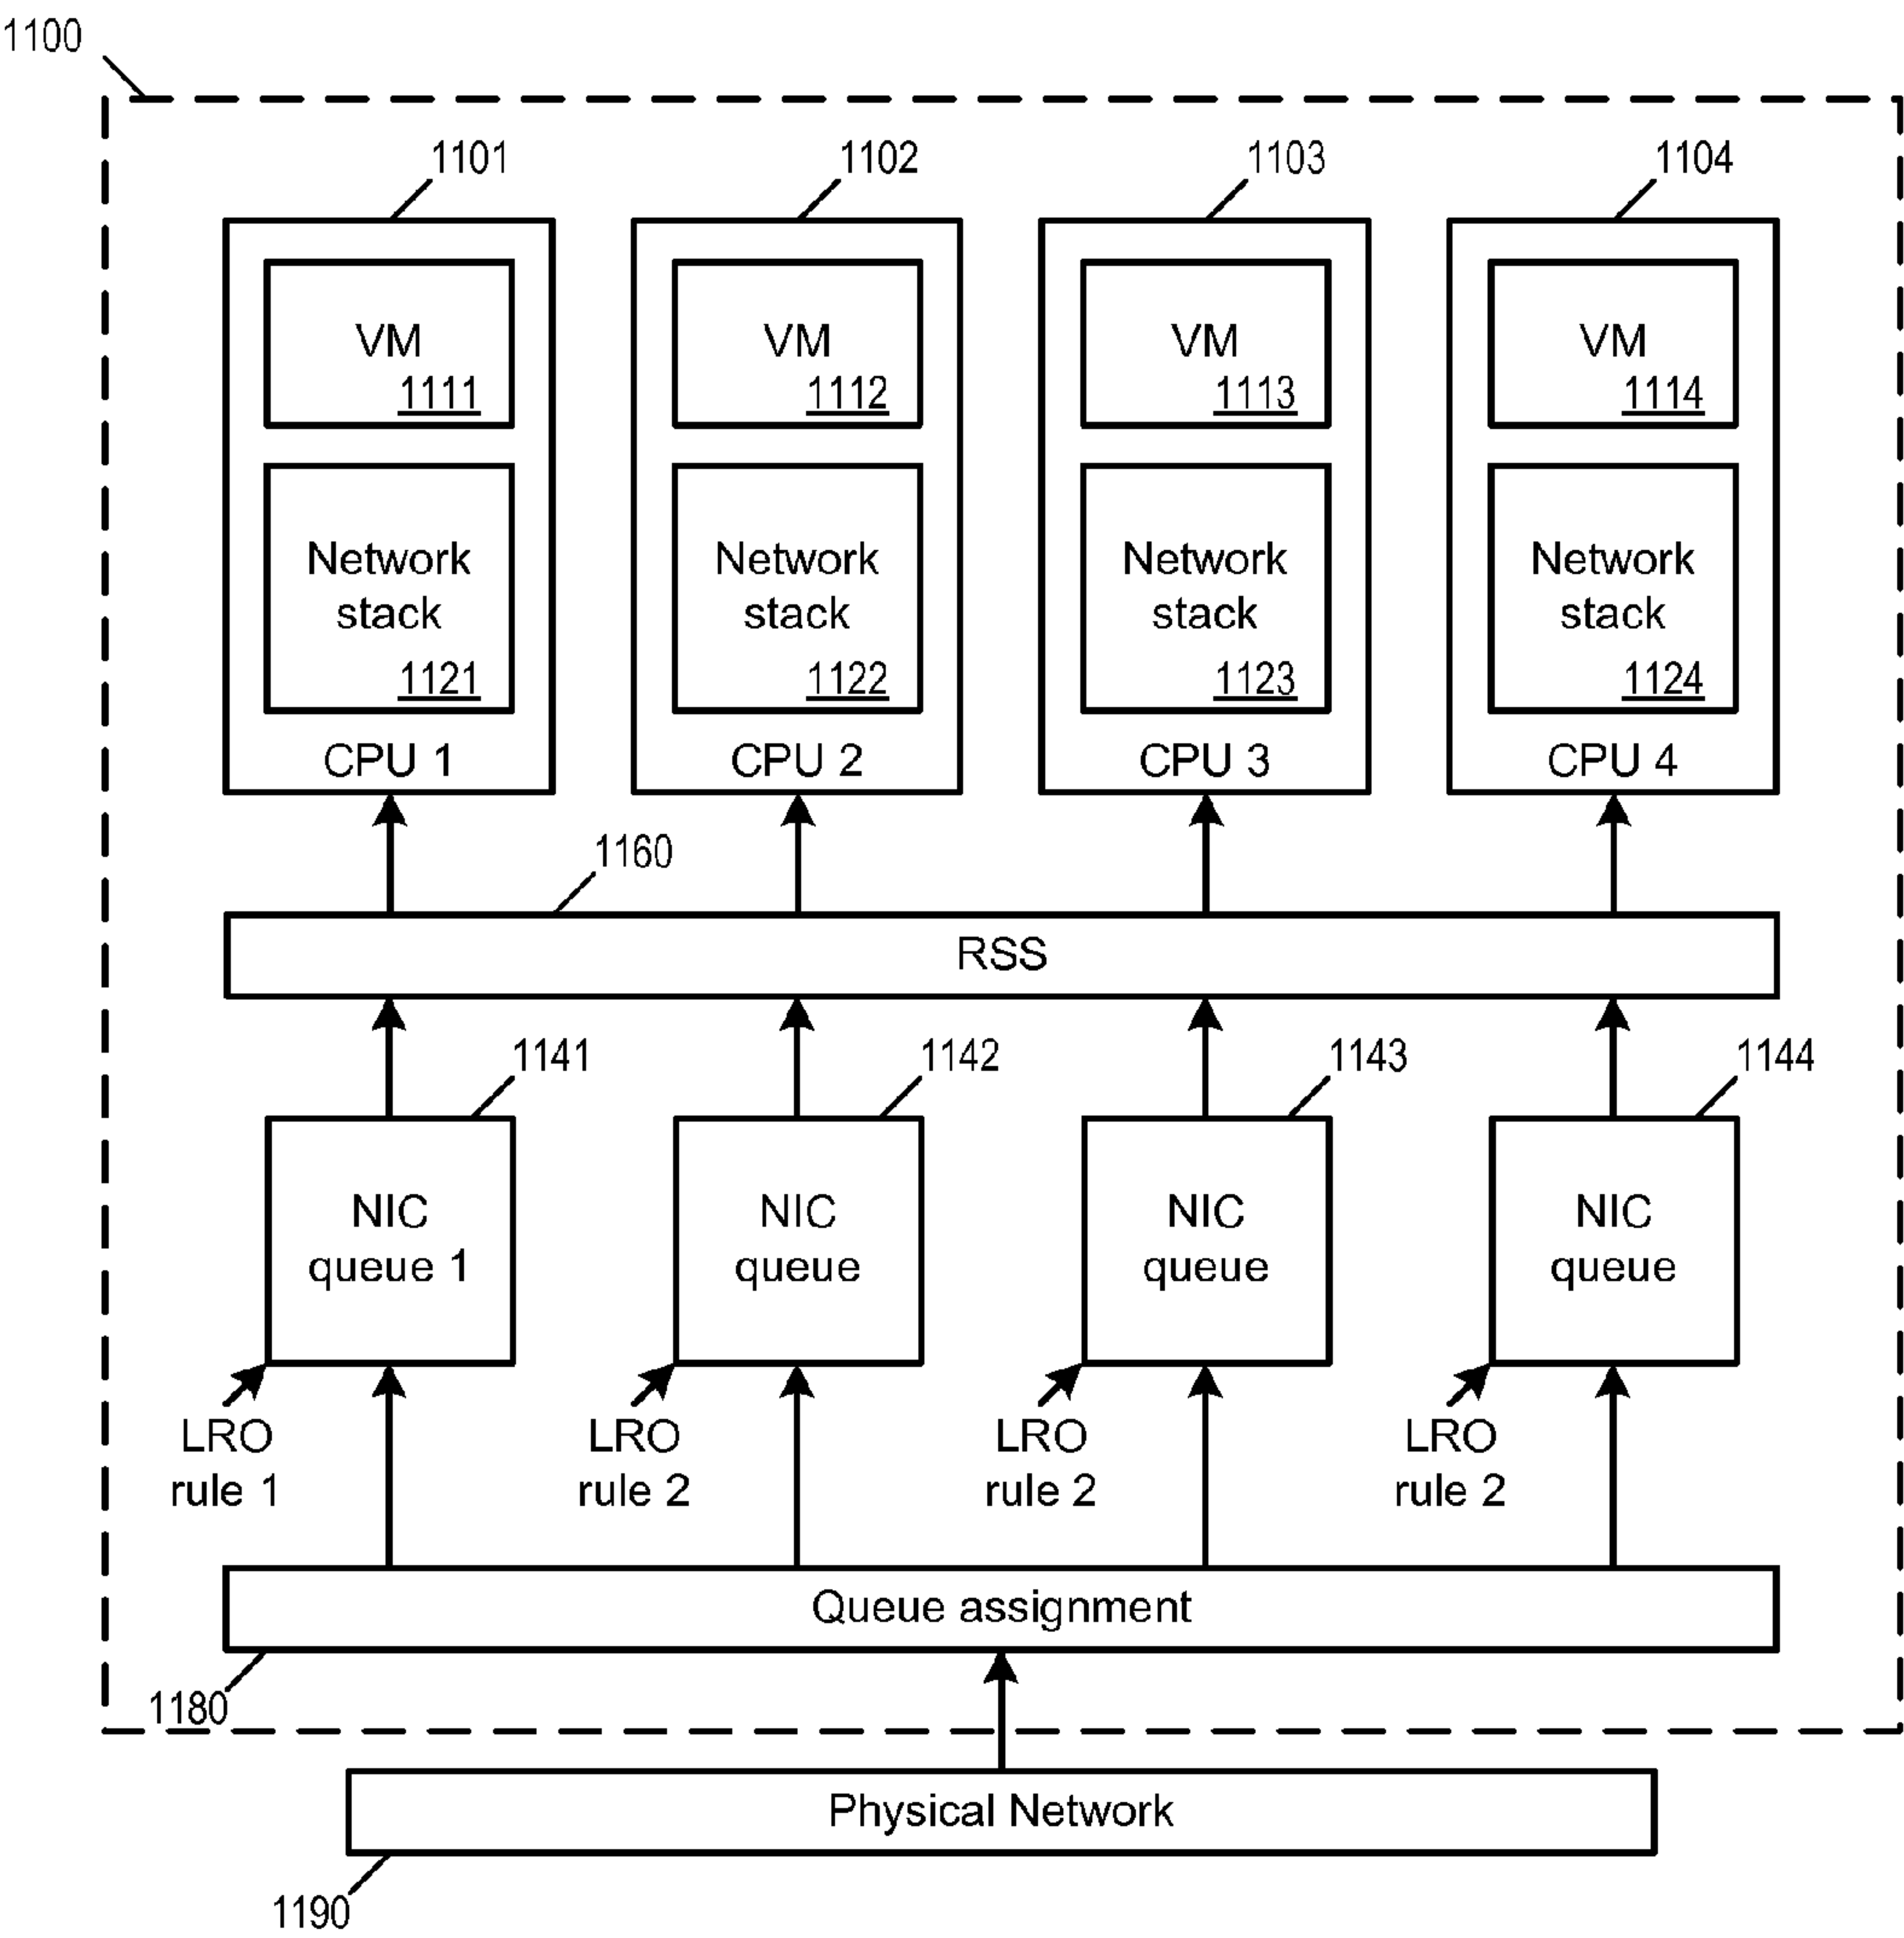 1100
1101 1102 1103 1104
VM VM VM VM
1111 1112 1113 1114
Network Network Network Network
stack stack stack stack
1121 1122 1123 1124
CPU 1 CPU 2 CPU 3 CPU 4
1160
RSS
1141 1142 1143 1144
NIC NIC NIC NIC
queue 1 queue queue queue
LRO LRO LRO LRO
rule 1 rule 2 rule 2 rule 2
Queue assignment
1180
Physical Network
1190